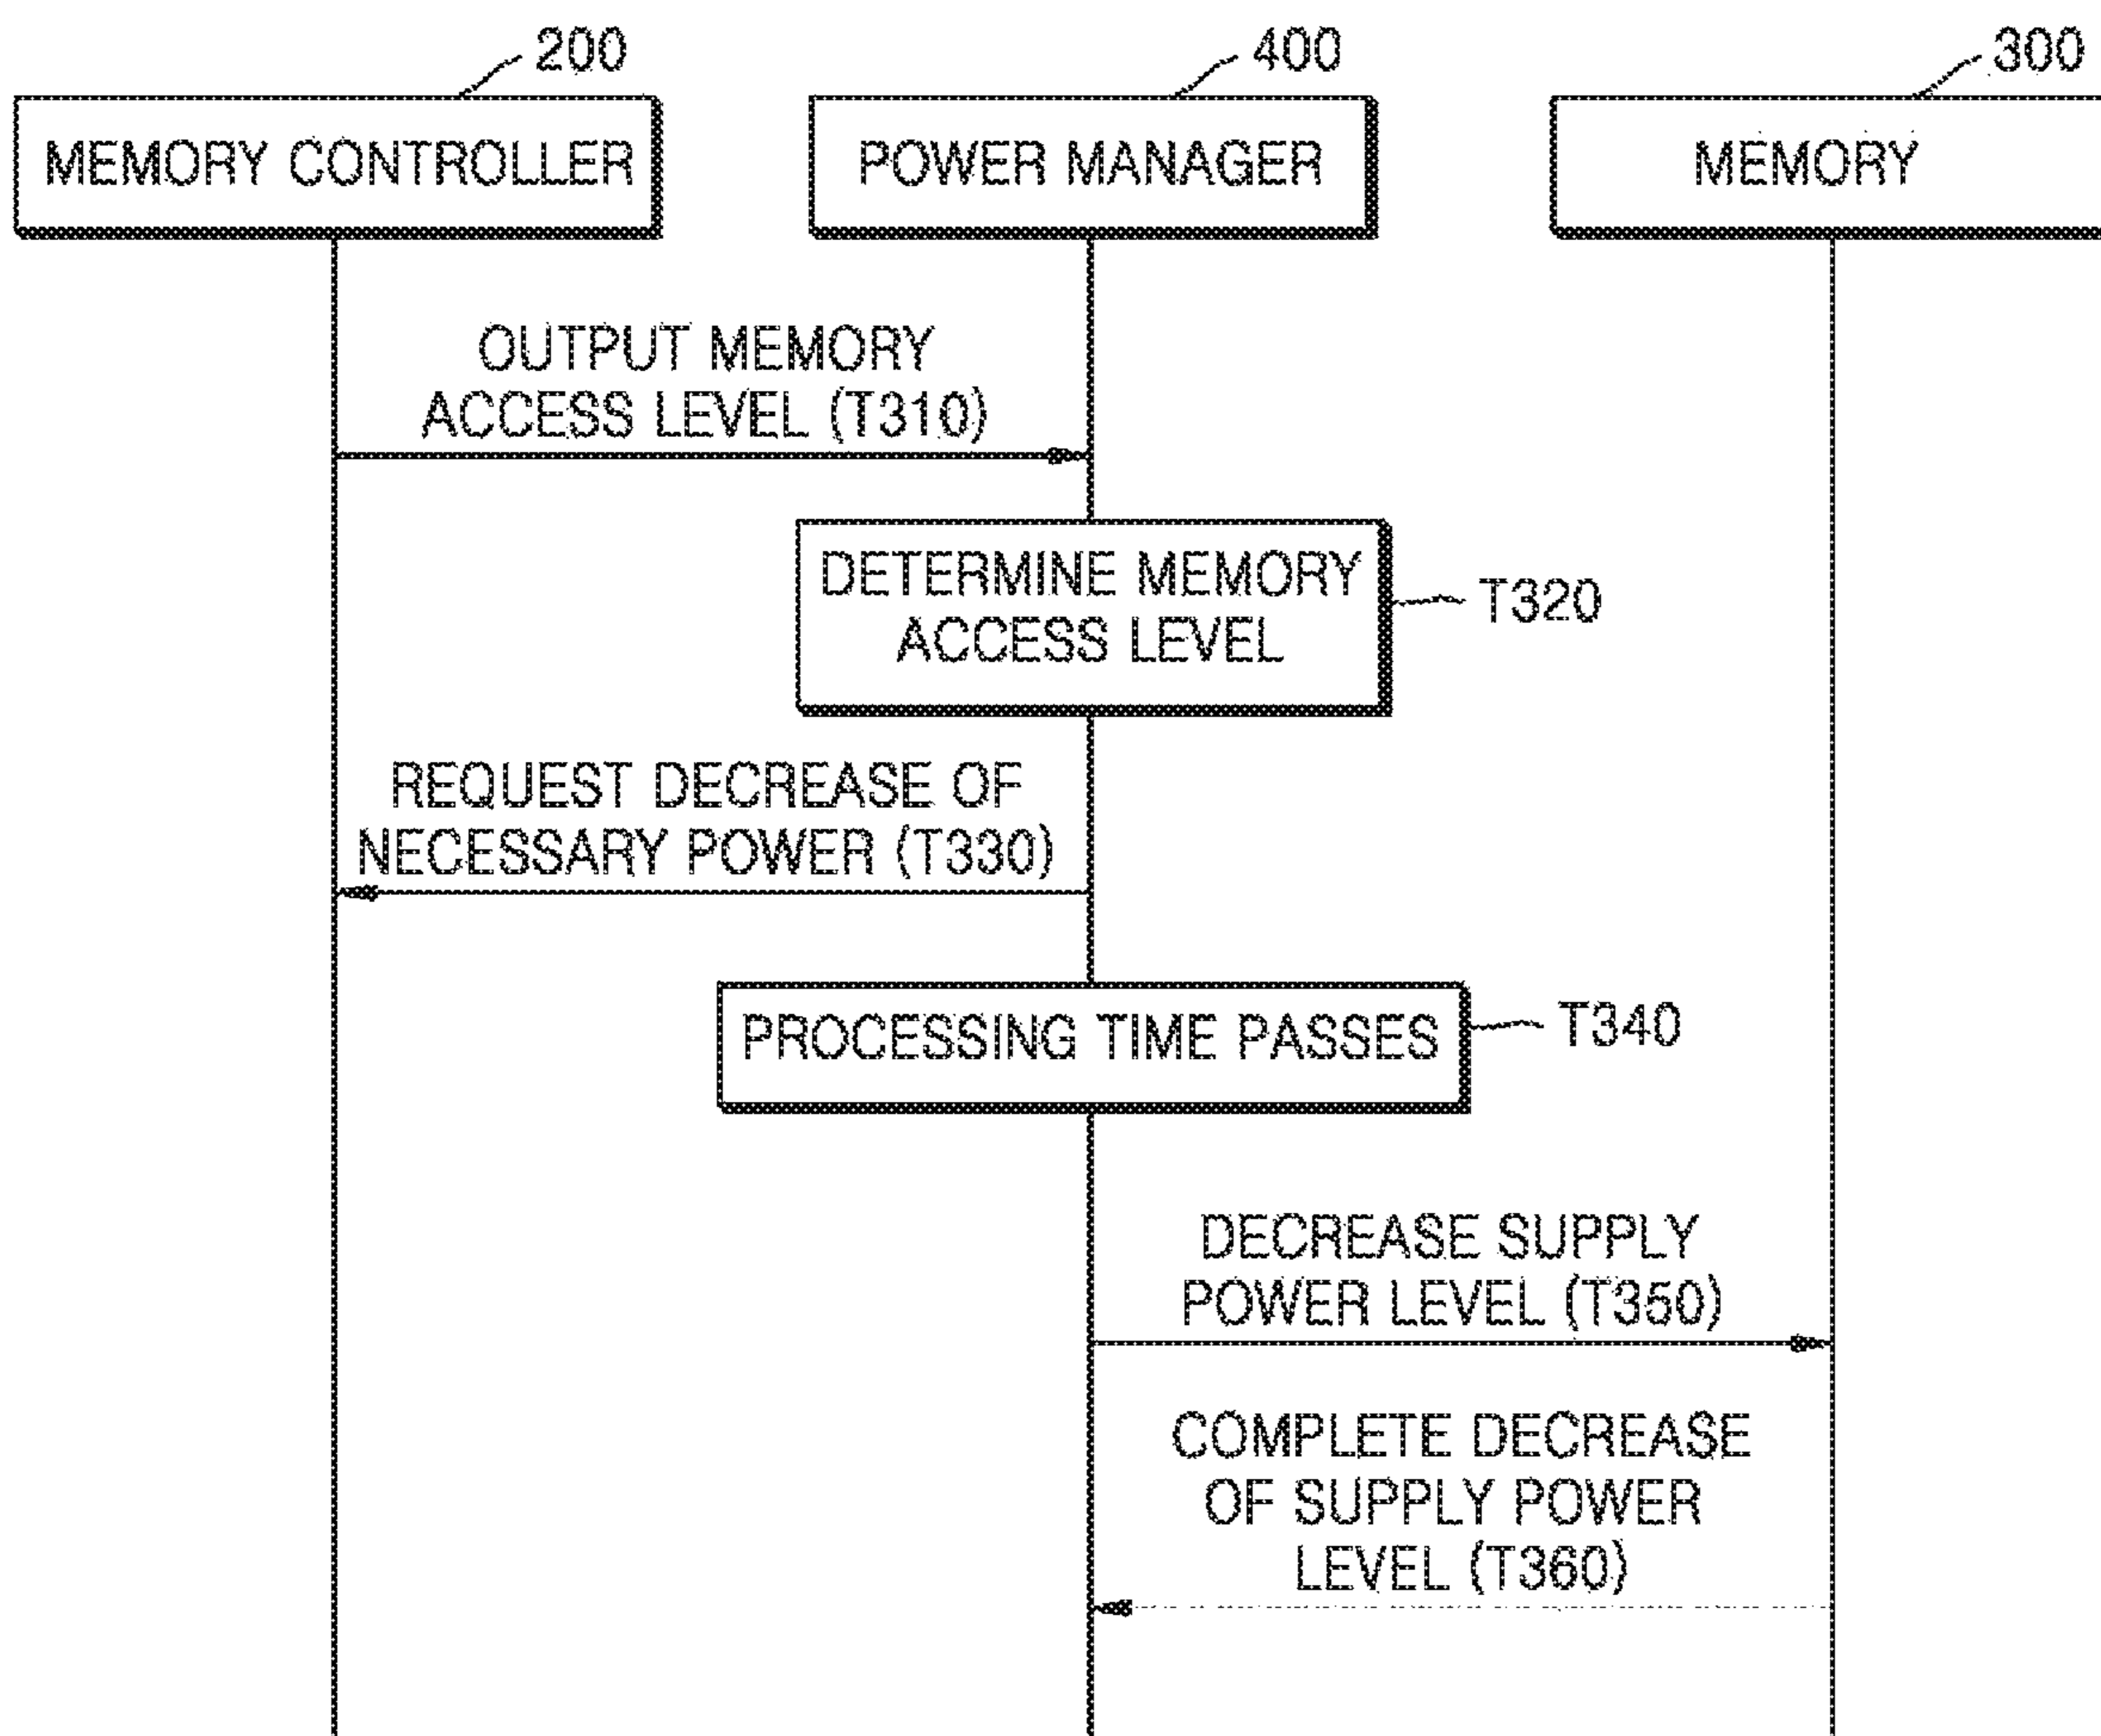 200
400
300
MEMORY CONTROLLER
POWER MANAGER
MEMORY
OUTPUT MEMORY
ACCESS LEVEL (T310)
DETERMINE MEMORY
ACCESS LEVEL
T320
REQUEST DECREASE OF
NECESSARY POWER (T330)
PROCESSING TIME PASSES
T340
DECREASE SUPPLY
POWER LEVEL (T350)
COMPLETE DECREASE
OF SUPPLY POWER
LEVEL (T360)